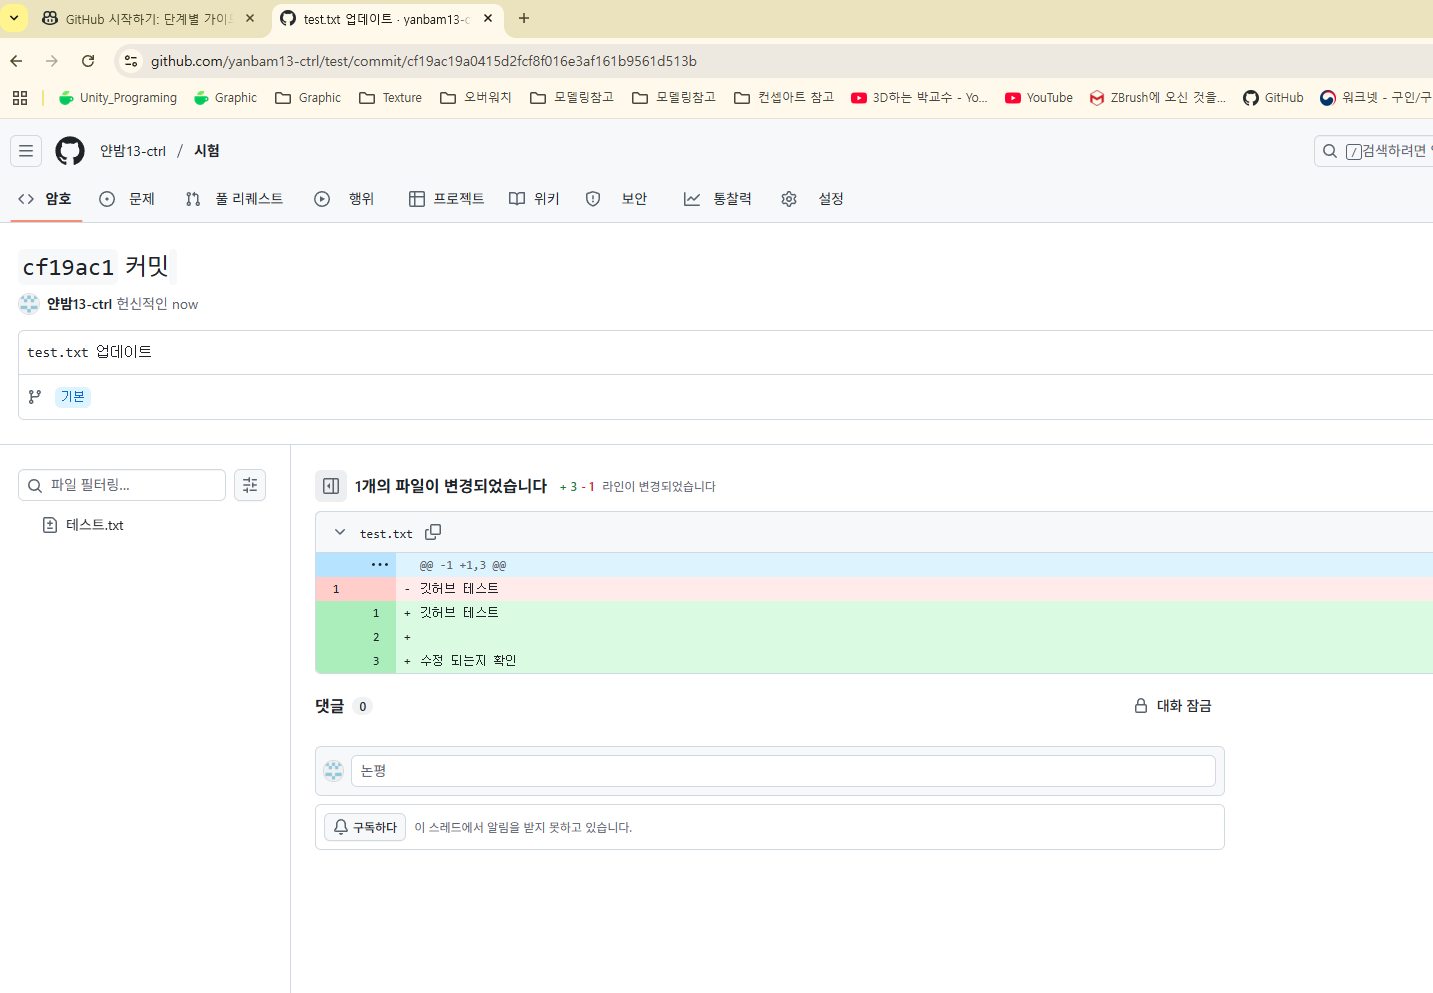 GitHub 시작하기: 단계별 가이드
test.txt 업데이트 · yanbam13-c
github.com/yanbam13-ctrl/test/commit/cf19ac19a0415d2fcf8f016e3af161b9561d513b
Unity_Programing Graphic Graphic Texture 오버워치 모델링참고 모델링참고 컨셉아트 참고 3D하는 박교수 - Yo... YouTube ZBrush에 오신 것을... GitHub 워크넷 - 구인/구
얀밤13-ctrl / 시험
/ 검색하려면
암호 문제 풀 리퀘스트 행위 프로젝트 위키 보안 통찰력 설정
cf19ac1 커밋
얀밤13-ctrl 헌신적인 now
test.txt 업데이트
기본
파일 필터링...
테스트.txt
1개의 파일이 변경되었습니다 + 3 - 1 라인이 변경되었습니다
test.txt
... @@ -1 +1,3 @@
1 - 깃허브 테스트
1 + 깃허브 테스트
2 +
3 + 수정 되는지 확인
댓글 0
대화 잠금
논평
구독하다 이 스레드에서 알림을 받지 못하고 있습니다.